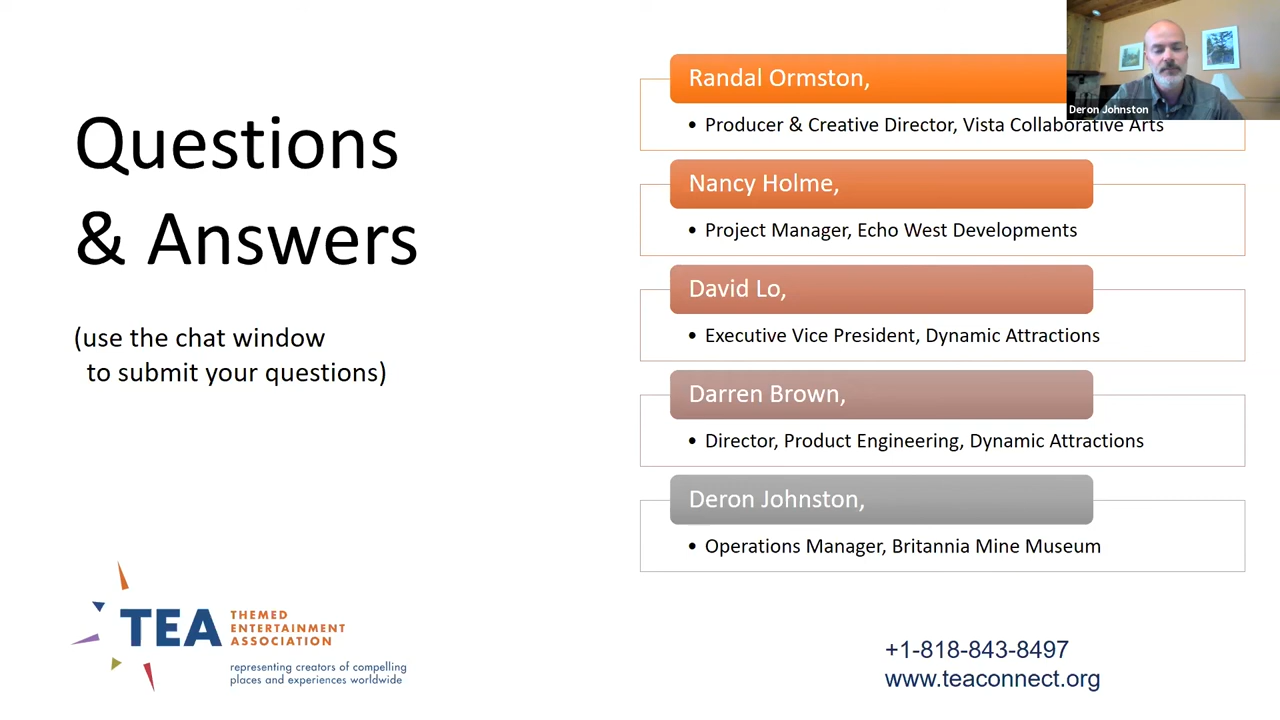 Questions
& Answers
(use the chat window
to submit your questions)
Randal Ormston,
• Producer & Creative Director, Vista Collaborative Arts
Nancy Holme,
• Project Manager, Echo West Developments
David Lo,
• Executive Vice President, Dynamic Attractions
Darren Brown,
• Director, Product Engineering, Dynamic Attractions
Deron Johnston,
• Operations Manager, Britannia Mine Museum
Deron Johnston
TEA THEMED
ENTERTAINMENT
ASSOCIATION
representing creators of compelling
places and experiences worldwide
+1-818-843-8497
www.teaconnect.org